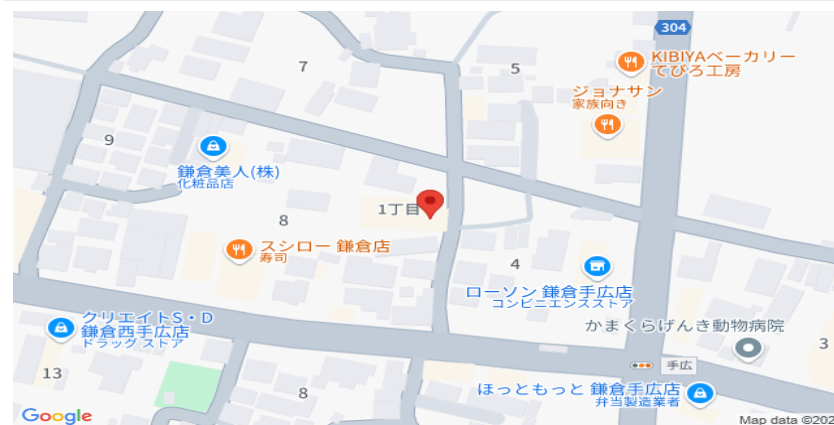 304
KIBIYAベーカリー
てびろ工房
7
5
ジョナサン
家族向き
9
鎌倉美人(株)
化粧品店
1丁目
8
スシロー 鎌倉店
寿司
4
ローソン 鎌倉手広店
コンビニエンスストア
クリエイトS・D
鎌倉西手広店
ドラッグ ストア
かまくらげんき動物病院
3
手広
13
8
ほっともっと 鎌倉手広店
弁当製造業者
Google
Map data ©202